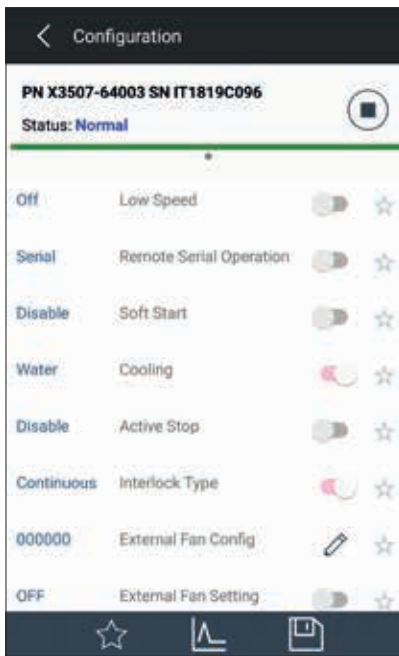 Configuration
PN X3507-64003 SN IT1819C096
Status: Normal
Off Low Speed
Serial Remote Serial Operation
Disable Soft Start
Water Cooling
Disable Active Stop
Continuous Interlock Type
000000 External Fan Config
OFF External Fan Setting